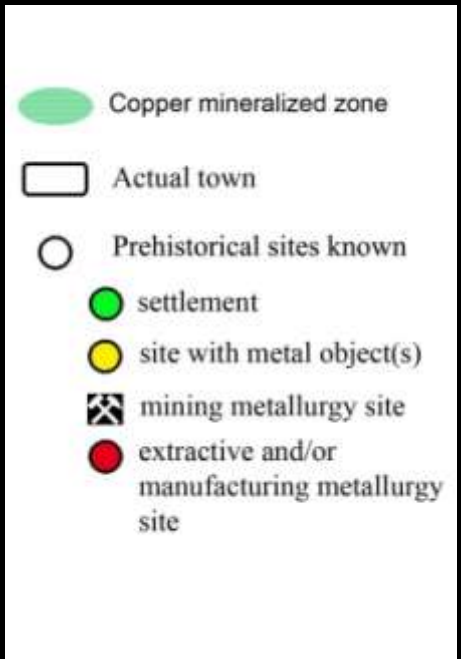 Copper mineralized zone
Actual town
Prehistorical sites known
settlement
site with metal object(s)
mining metallurgy site
extractive and/or
manufacturing metallurgy
site